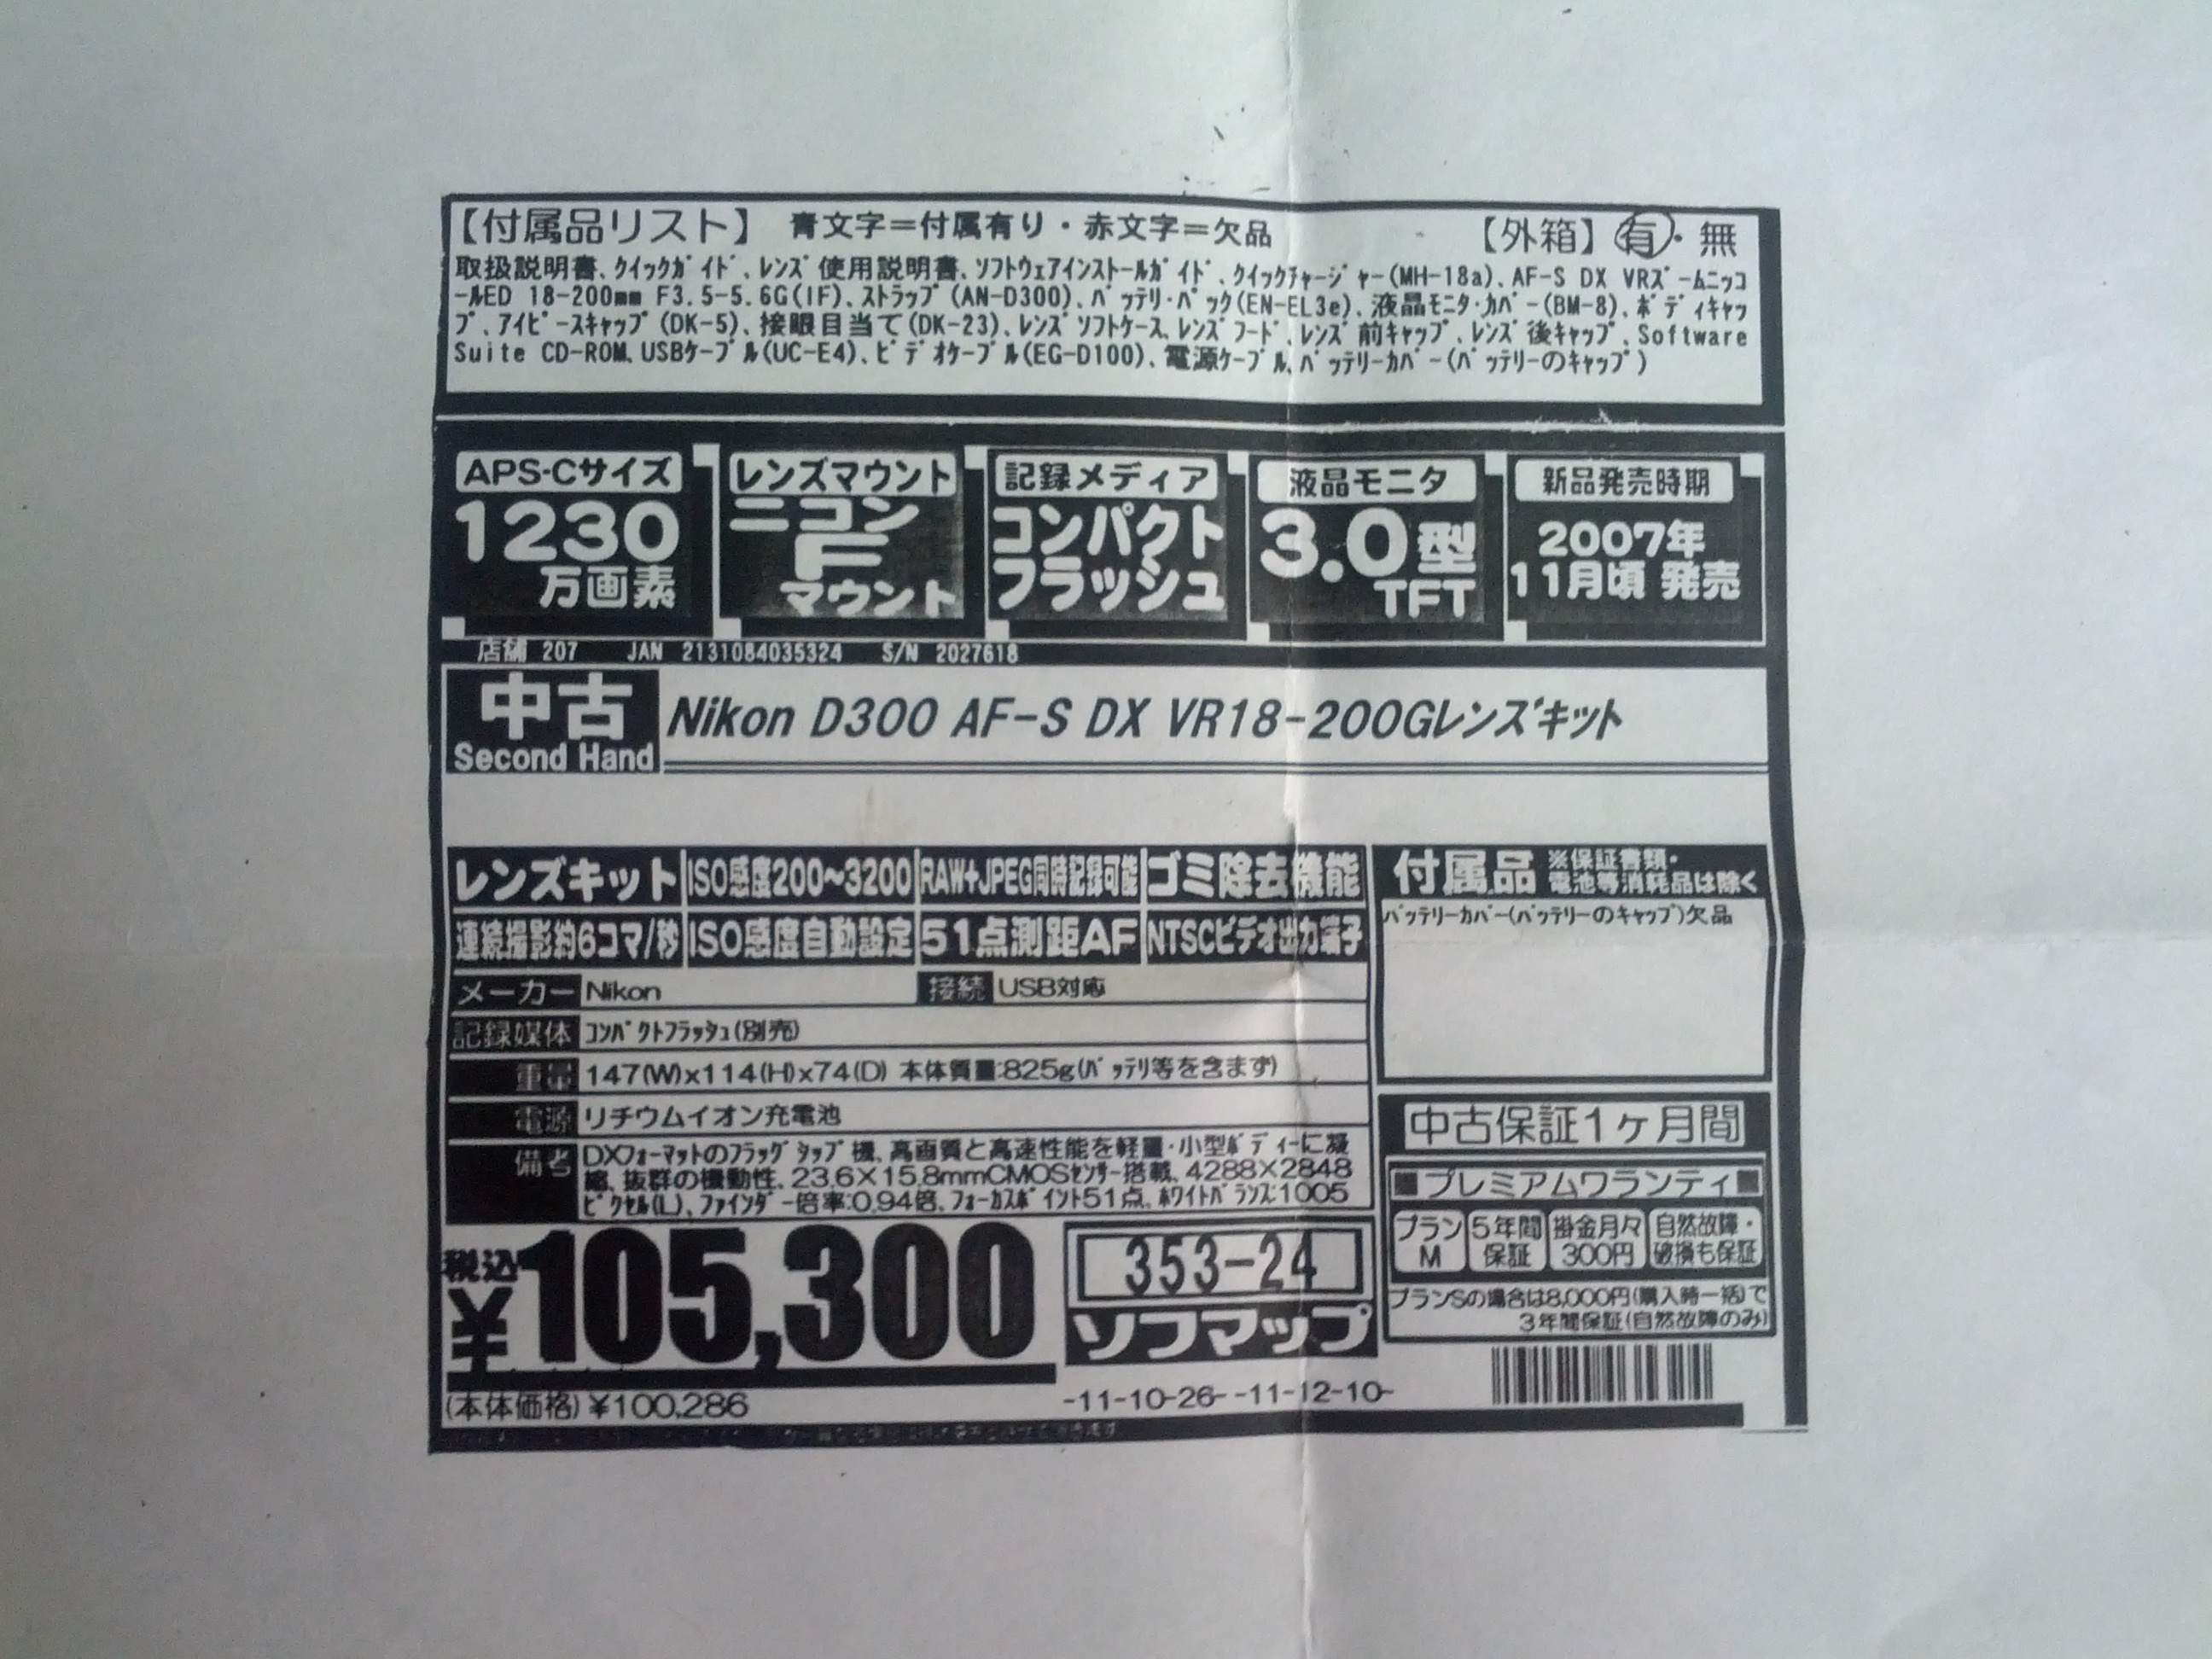 【付属品リスト】 青文字＝付属有り・赤文字＝欠品 【外箱】有・無
取扱説明書、ｸｲｯｸｶﾞｲﾄﾞ、ﾚﾝｽﾞ使用説明書、ｿﾌﾄｳｪｱｲﾝｽﾄｰﾙｶﾞｲﾄﾞ、ｸｲｯｸﾁｬｰｼﾞｬｰ(MH-18a)、AF-S DX VRｽﾞｰﾑﾆｯｺ
ｰﾙED 18-200mm F3.5-5.6G(IF)、ｽﾄﾗｯﾌﾟ(AN-D300)、ﾊﾞｯﾃﾘ･ﾊﾟｯｸ(EN-EL3e)、液晶ﾓﾆﾀ･ｶﾊﾞｰ(BM-8)、ﾎﾞﾃﾞｨｷｬｯ
ﾌﾟ、ｱｲﾋﾟｰｽｷｬｯﾌﾟ(DK-5)、接眼目当て(DK-23)、ﾚﾝｽﾞｿﾌﾄｹｰｽ、ﾚﾝｽﾞﾌｰﾄﾞ、ﾚﾝｽﾞ前ｷｬｯﾌﾟ、ﾚﾝｽﾞ後ｷｬｯﾌﾟ、Software
Suite CD-ROM、USBｹｰﾌﾞﾙ(UC-E4)、ﾋﾞﾃﾞｵｹｰﾌﾞﾙ(EG-D100)、電源ｹｰﾌﾞﾙ、ﾊﾞｯﾃﾘｰｶﾊﾞｰ(ﾊﾞｯﾃﾘｰのｷｬｯﾌﾟ)
APS-Cサイズ
1230
万画素
レンズマウント
ニコン
F
マウント
記録メディア
コンパクト
フラッシュ
液晶モニタ
3.0型
TFT
新品発売時期
2007年
11月頃 発売
店舗 207 JAN 2131084035324 S/N 2027618
中古
Second Hand
Nikon D300 AF-S DX VR18-200Gﾚﾝｽﾞｷｯﾄ
レンズキット ISO感度200～3200 RAW+JPEG同時記録可能 ゴミ除去機能
連続撮影約6コマ/秒 ISO感度自動設定 51点測距AF NTSCビデオ出力端子
メーカー Nikon 接続 USB対応
記録媒体 ｺﾝﾊﾟｸﾄﾌﾗｯｼｭ(別売)
重量 147(W)x114(H)x74(D) 本体質量:825g(ﾊﾞｯﾃﾘ等を含まず)
電源 リチウムイオン充電池
備考 DXﾌｫｰﾏｯﾄのﾌﾗｯｸﾞｼｯﾌﾟ機、高画質と高速性能を軽量・小型ﾎﾞﾃﾞｨｰに凝
縮、抜群の機動性、23.6×15.8mmCMOSｾﾝｻｰ搭載、4288×2848
ﾋﾟｸｾﾙ(L)、ﾌｧｲﾝﾀﾞｰ倍率:0.94倍、ﾌｫｰｶｽﾎﾟｲﾝﾄ51点、ﾎﾜｲﾄﾊﾞﾗﾝｽ:1005
付属品 ※保証書類・
電池等消耗品は除く
ﾊﾞｯﾃﾘｰｶﾊﾞｰ(ﾊﾞｯﾃﾘｰのｷｬｯﾌﾟ)欠品
中古保証1ヶ月間
■プレミアムワランティ■
プラン
M
5年間
保証
掛金月々
300円
自然故障・
破損も保証
プランSの場合は8,000円(購入時一括)で
3年間保証(自然故障のみ)
税込
¥105,300
(本体価格)¥100,286
353-24
ソフマップ
-11-10-26- -11-12-10-